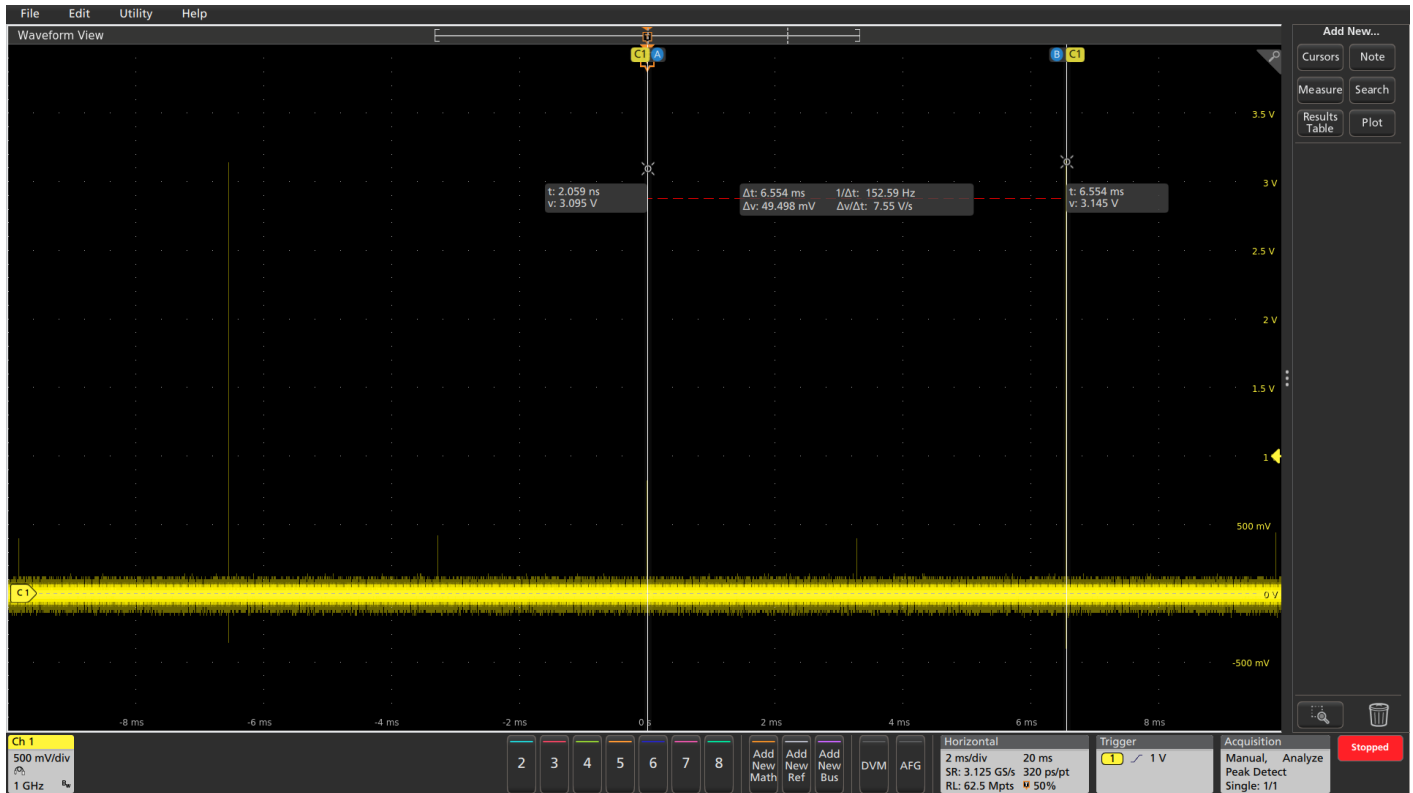 File Edit Utility Help
Waveform View
Add New...
C1 A
B C1
Cursors Note
Measure Search
Results Table Plot
3.5 V
3 V
t: 2.059 ns
v: 3.095 V
Δt: 6.554 ms 1/Δt: 152.59 Hz
Δv: 49.498 mV Δv/Δt: 7.55 V/s
t: 6.554 ms
v: 3.145 V
2.5 V
2 V
1.5 V
1
500 mV
C1
0 V
-500 mV
-8 ms -6 ms -4 ms -2 ms 0 s 2 ms 4 ms 6 ms 8 ms
Ch 1
500 mV/div
1 GHz
2 3 4 5 6 7 8
Add New Math
Add New Ref
Add New Bus
DVM AFG
Horizontal
2 ms/div 20 ms
SR: 3.125 GS/s 320 ps/pt
RL: 62.5 Mpts 50%
Trigger
1 1 V
Acquisition
Manual, Analyze
Peak Detect
Single: 1/1
Stopped